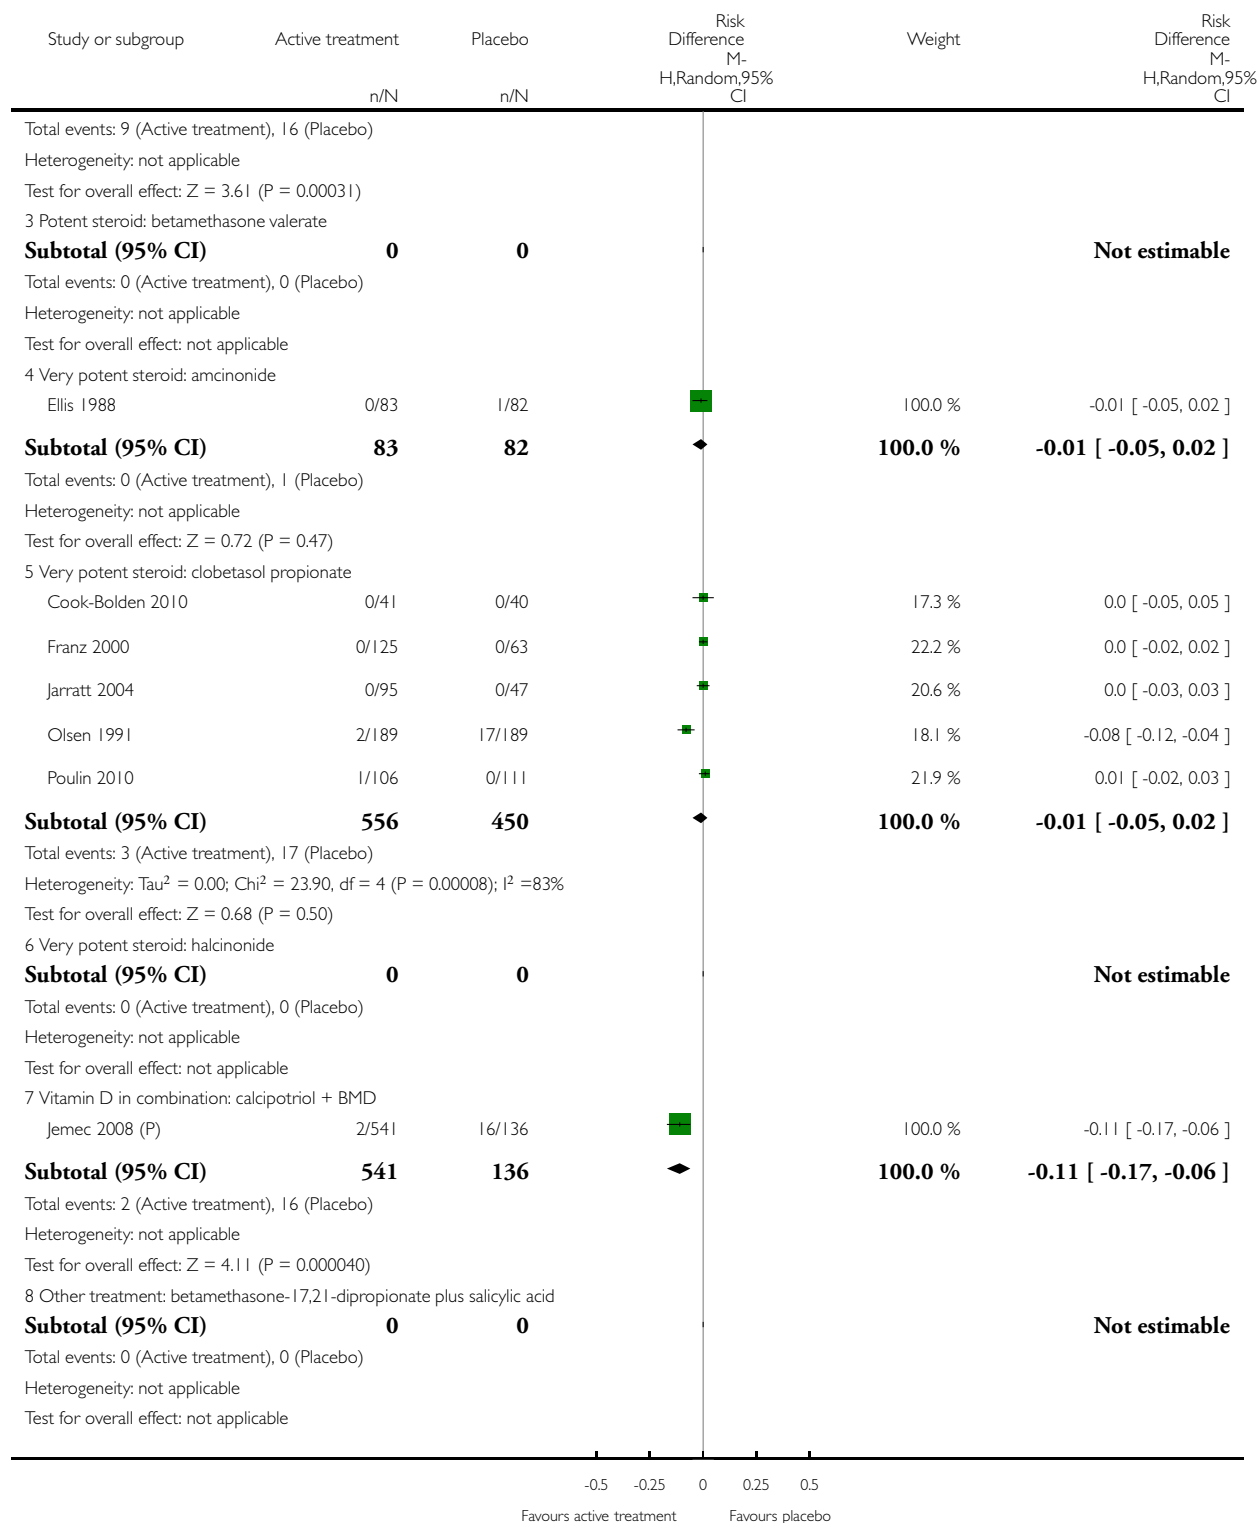 Study or subgroup Active treatment Placebo Risk Difference Weight Risk Difference
M-H,Random,95% CI M-H,Random,95% CI
n/N n/N
Total events: 9 (Active treatment), 16 (Placebo)
Heterogeneity: not applicable
Test for overall effect: Z = 3.61 (P = 0.00031)
3 Potent steroid: betamethasone valerate
Subtotal (95% CI) 0 0 Not estimable
Total events: 0 (Active treatment), 0 (Placebo)
Heterogeneity: not applicable
Test for overall effect: not applicable
4 Very potent steroid: amcinonide
Ellis 1988 0/83 1/82 100.0 % -0.01 [ -0.05, 0.02 ]
Subtotal (95% CI) 83 82 100.0 % -0.01 [ -0.05, 0.02 ]
Total events: 0 (Active treatment), 1 (Placebo)
Heterogeneity: not applicable
Test for overall effect: Z = 0.72 (P = 0.47)
5 Very potent steroid: clobetasol propionate
Cook-Bolden 2010 0/41 0/40 17.3 % 0.0 [ -0.05, 0.05 ]
Franz 2000 0/125 0/63 22.2 % 0.0 [ -0.02, 0.02 ]
Jarratt 2004 0/95 0/47 20.6 % 0.0 [ -0.03, 0.03 ]
Olsen 1991 2/189 17/189 18.1 % -0.08 [ -0.12, -0.04 ]
Poulin 2010 1/106 0/111 21.9 % 0.01 [ -0.02, 0.03 ]
Subtotal (95% CI) 556 450 100.0 % -0.01 [ -0.05, 0.02 ]
Total events: 3 (Active treatment), 17 (Placebo)
Heterogeneity: Tau² = 0.00; Chi² = 23.90, df = 4 (P = 0.00008); I² =83%
Test for overall effect: Z = 0.68 (P = 0.50)
6 Very potent steroid: halcinonide
Subtotal (95% CI) 0 0 Not estimable
Total events: 0 (Active treatment), 0 (Placebo)
Heterogeneity: not applicable
Test for overall effect: not applicable
7 Vitamin D in combination: calcipotriol + BMD
Jemec 2008 (P) 2/541 16/136 100.0 % -0.11 [ -0.17, -0.06 ]
Subtotal (95% CI) 541 136 100.0 % -0.11 [ -0.17, -0.06 ]
Total events: 2 (Active treatment), 16 (Placebo)
Heterogeneity: not applicable
Test for overall effect: Z = 4.11 (P = 0.000040)
8 Other treatment: betamethasone-17,21-dipropionate plus salicylic acid
Subtotal (95% CI) 0 0 Not estimable
Total events: 0 (Active treatment), 0 (Placebo)
Heterogeneity: not applicable
Test for overall effect: not applicable
-0.5 -0.25 0 0.25 0.5
Favours active treatment Favours placebo